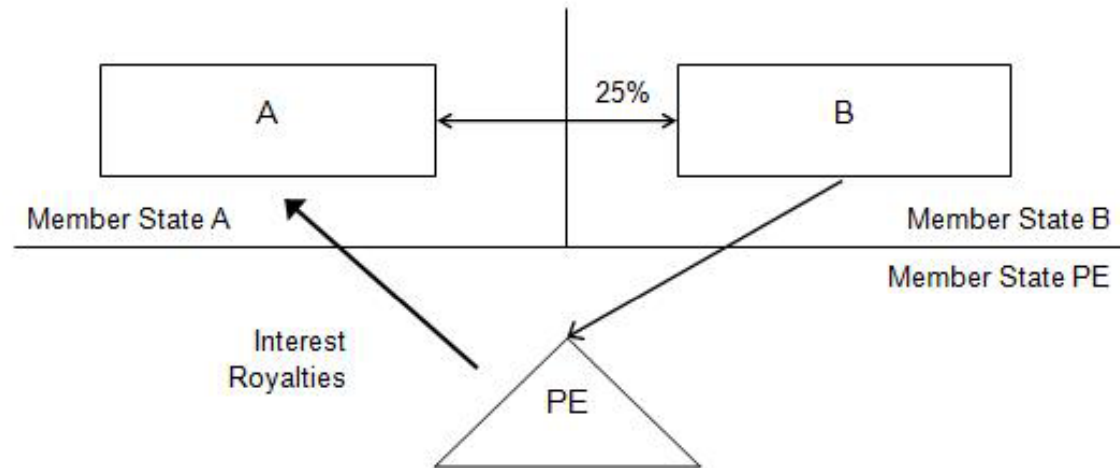 A
25%
B
Member State A
Member State B
Member State PE
Interest
Royalties
PE